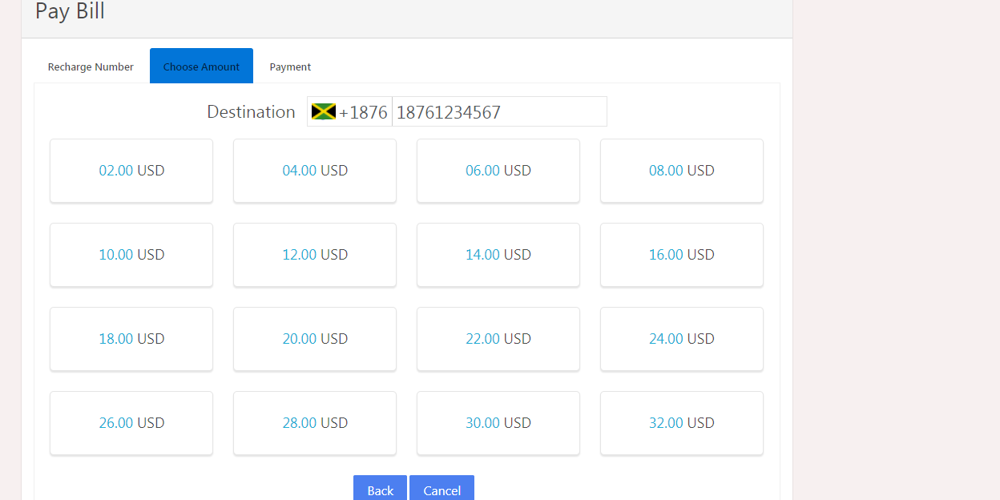 Pay Bill
Recharge Number Choose Amount Payment
Destination +1876 18761234567
02.00 USD 04.00 USD 06.00 USD 08.00 USD
10.00 USD 12.00 USD 14.00 USD 16.00 USD
18.00 USD 20.00 USD 22.00 USD 24.00 USD
26.00 USD 28.00 USD 30.00 USD 32.00 USD
Back Cancel